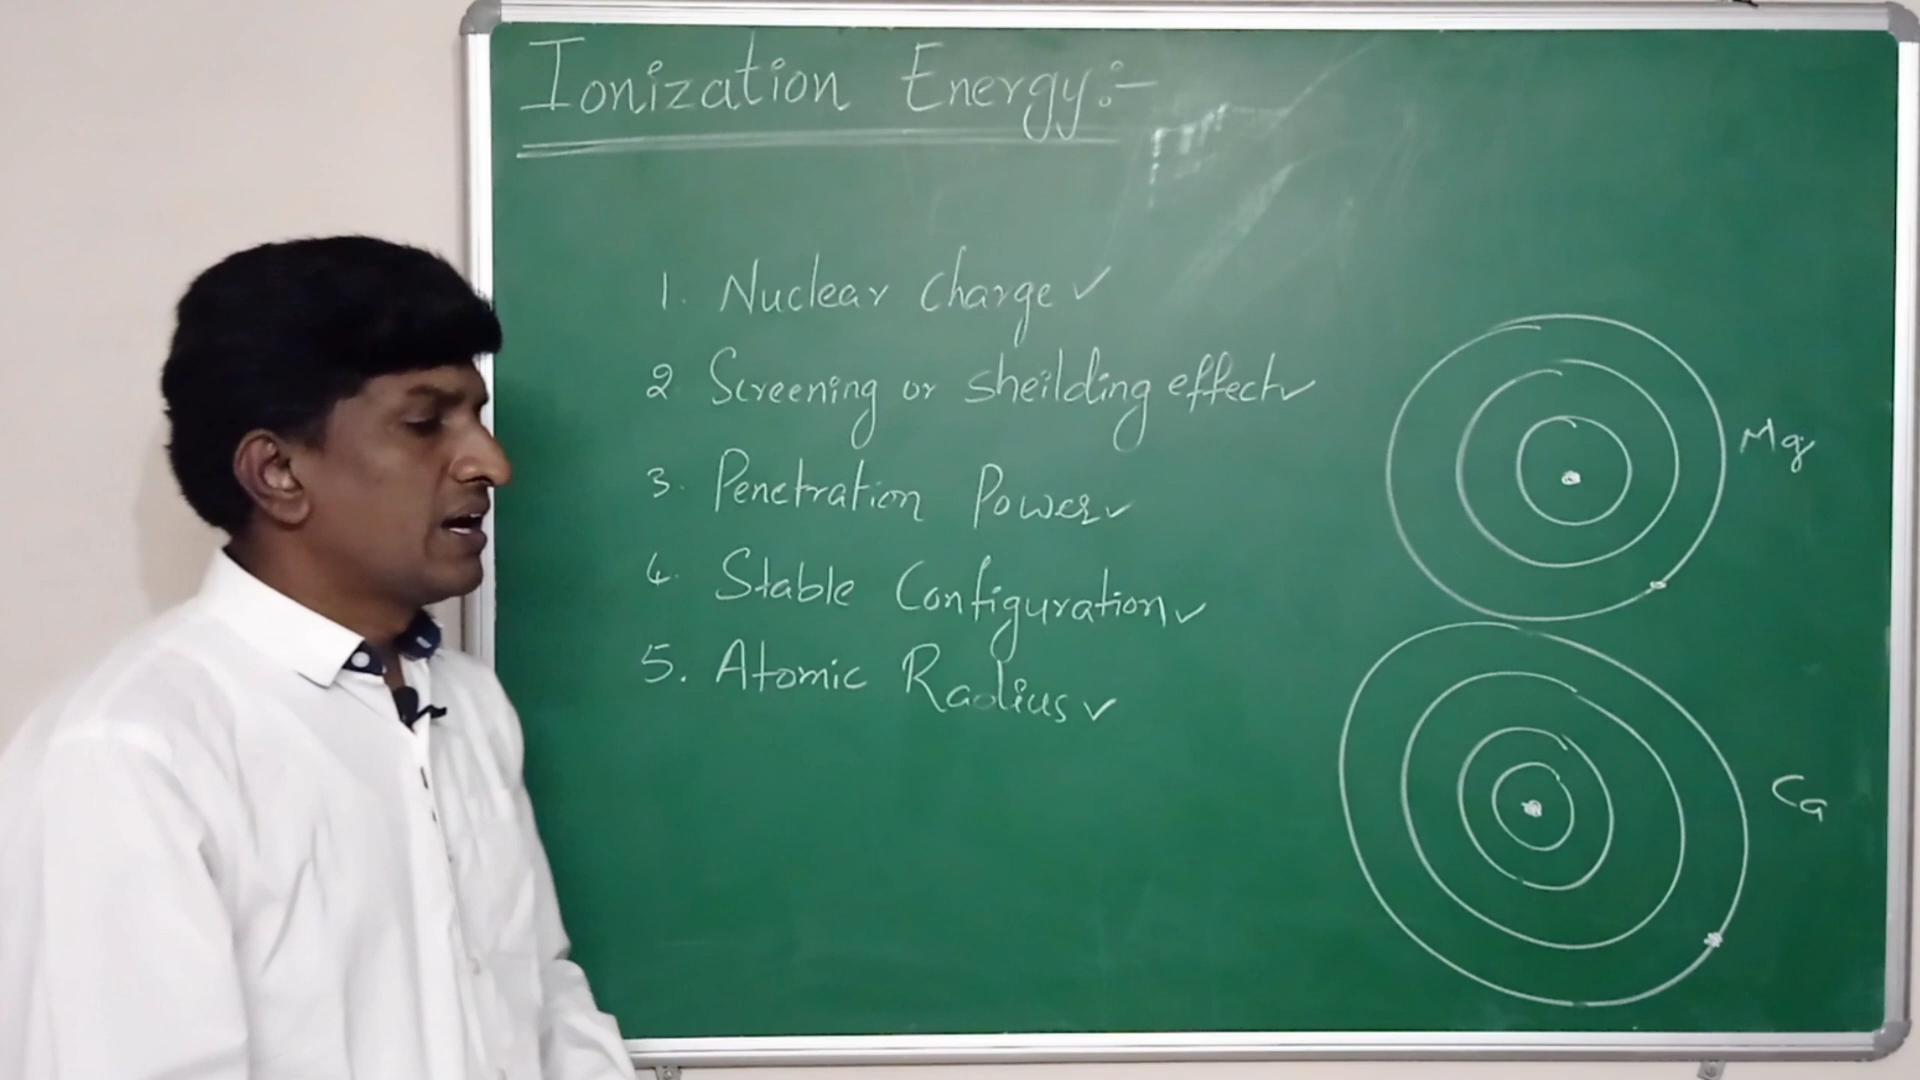 Ionization Energy:-
1. Nuclear charge ✓
2 Screening or sheilding effect ✓
3. Penetration Power ✓
4. Stable Configuration ✓
5. Atomic Radius ✓
Mg
Ca